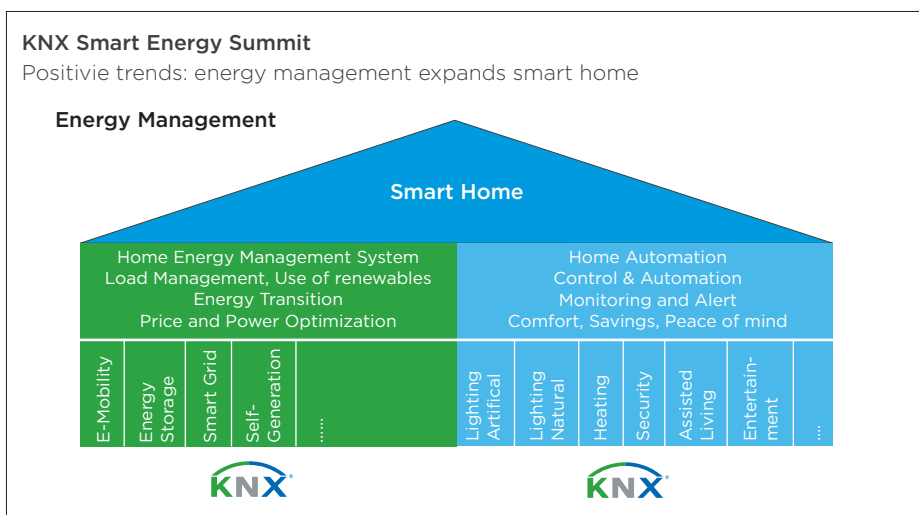 KNX Smart Energy Summit
Positivie trends: energy management expands smart home
Energy Management
Smart Home
Home Energy Management System
Load Management, Use of renewables
Energy Transition
Price and Power Optimization
Home Automation
Control & Automation
Monitoring and Alert
Comfort, Savings, Peace of mind
E-Mobility
Energy
Storage
Smart Grid
Self-
Generation
......
Lighting
Artifical
Lighting
Natural
Heating
Security
Assisted
Living
Entertain-
ment
....
KNX
KNX